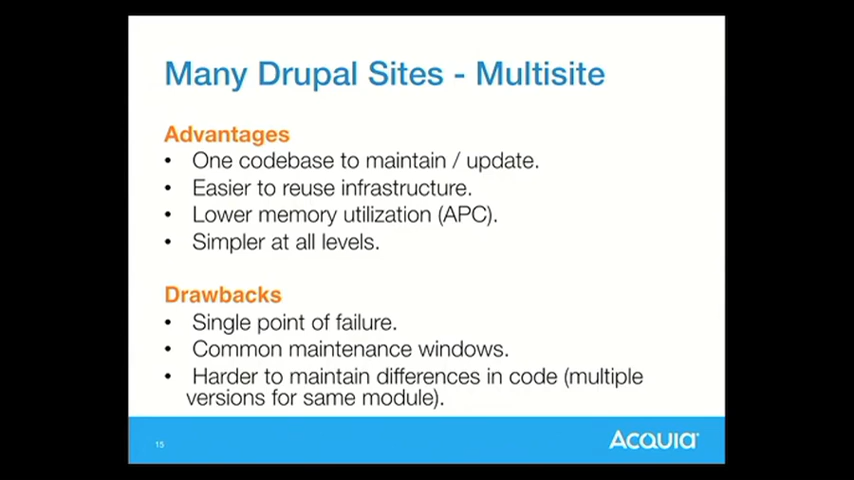 Many Drupal Sites - Multisite
Advantages
• One codebase to maintain / update.
• Easier to reuse infrastructure.
• Lower memory utilization (APC).
• Simpler at all levels.
Drawbacks
• Single point of failure.
• Common maintenance windows.
• Harder to maintain differences in code (multiple
versions for same module).
15
ACQUIA